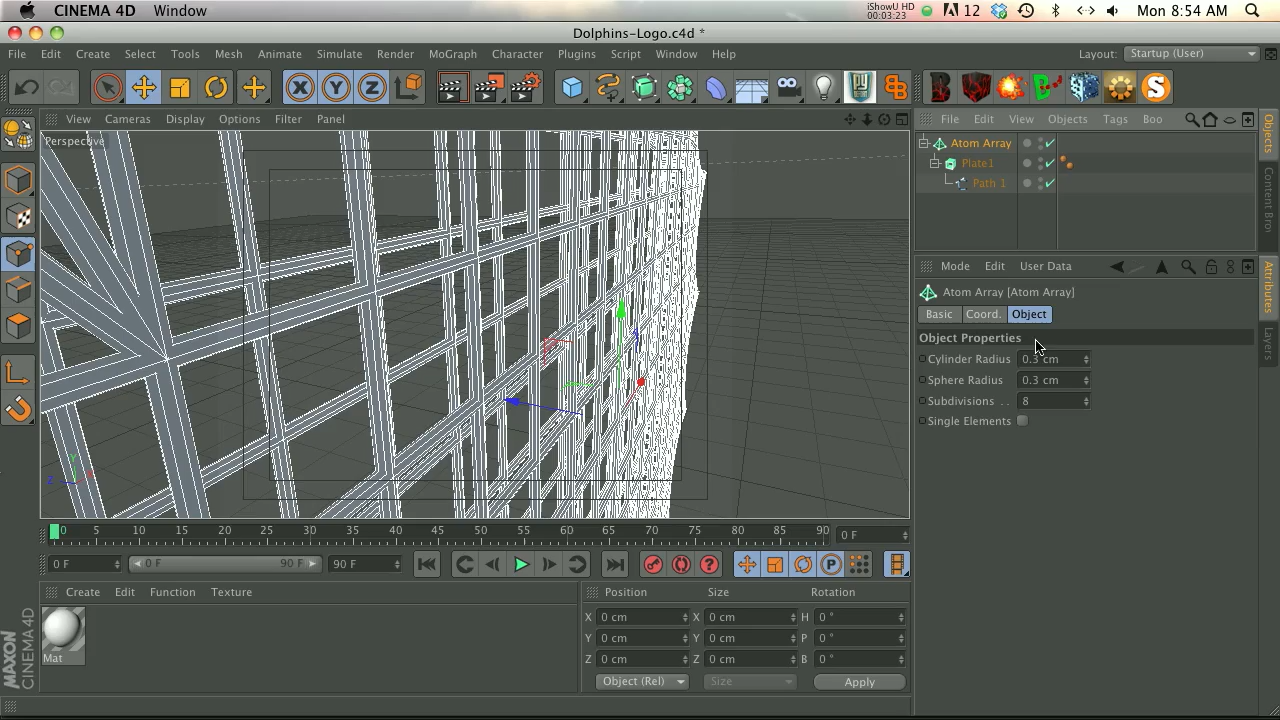 CINEMA 4D Window
iShowU HD
00:03:23
12
Mon 8:54 AM
Dolphins-Logo.c4d *
File Edit Create Select Tools Mesh Animate Simulate Render MoGraph Character Plugins Script Window Help
Layout: Startup (User)
View Cameras Display Options Filter Panel
File Edit View Objects Tags Boo
Perspective
Atom Array
Plate1
Path 1
Objects
Content Bro
Mode Edit User Data
Atom Array [Atom Array]
Basic Coord. Object
Object Properties
Cylinder Radius 0.3 cm
Sphere Radius 0.3 cm
Subdivisions . . 8
Single Elements
Attributes
Layers
Y
X
Z
0 5 10 15 20 25 30 35 40 45 50 55 60 65 70 75 80 85 90
0 F
0 F 0 F 90 F 90 F
Create Edit Function Texture
Mat
Position Size Rotation
X 0 cm X 0 cm H 0 °
Y 0 cm Y 0 cm P 0 °
Z 0 cm Z 0 cm B 0 °
Object (Rel) Size Apply
MAXON
CINEMA 4D